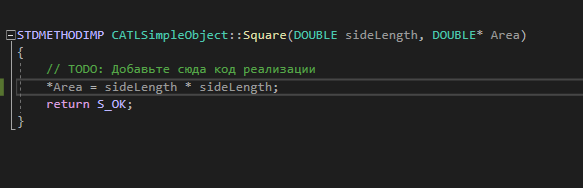 STDMETHODIMP CATLSimpleObject::Square(DOUBLE sideLength, DOUBLE* Area)
{
// TODO: Добавьте сюда код реализации
*Area = sideLength * sideLength;
return S_OK;
}